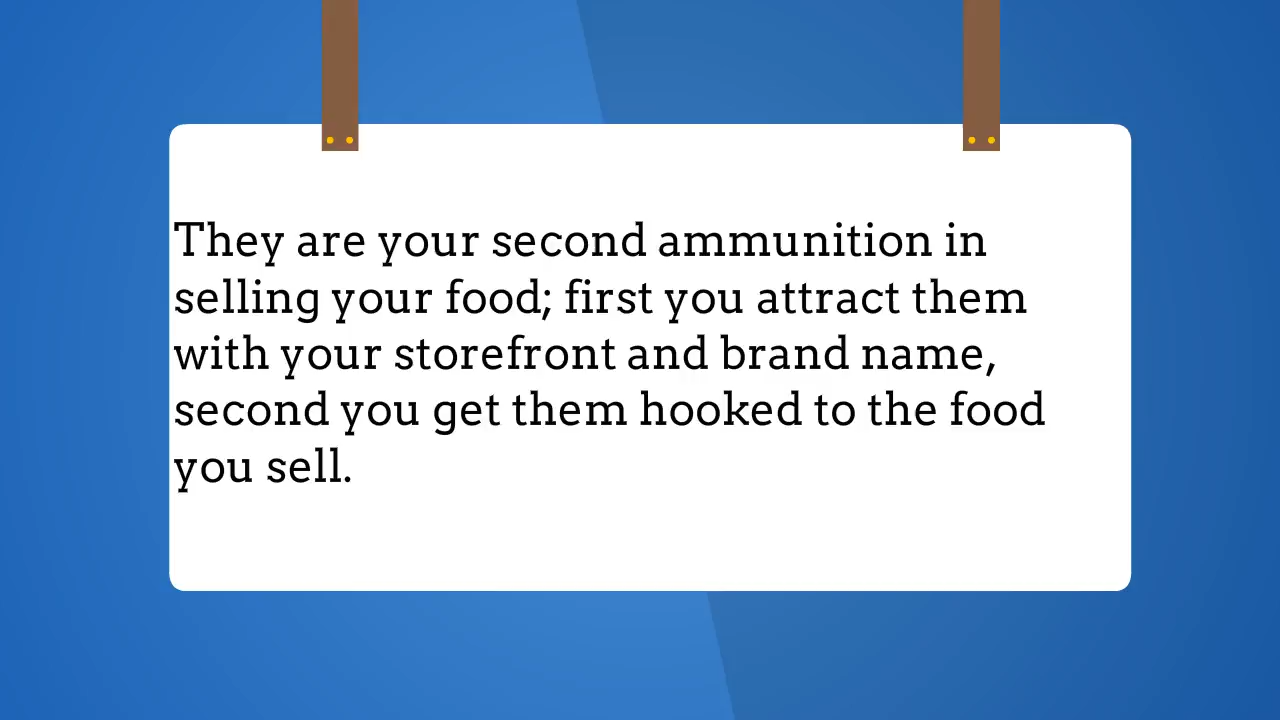 They are your second ammunition in
selling your food; first you attract them
with your storefront and brand name,
second you get them hooked to the food
you sell.